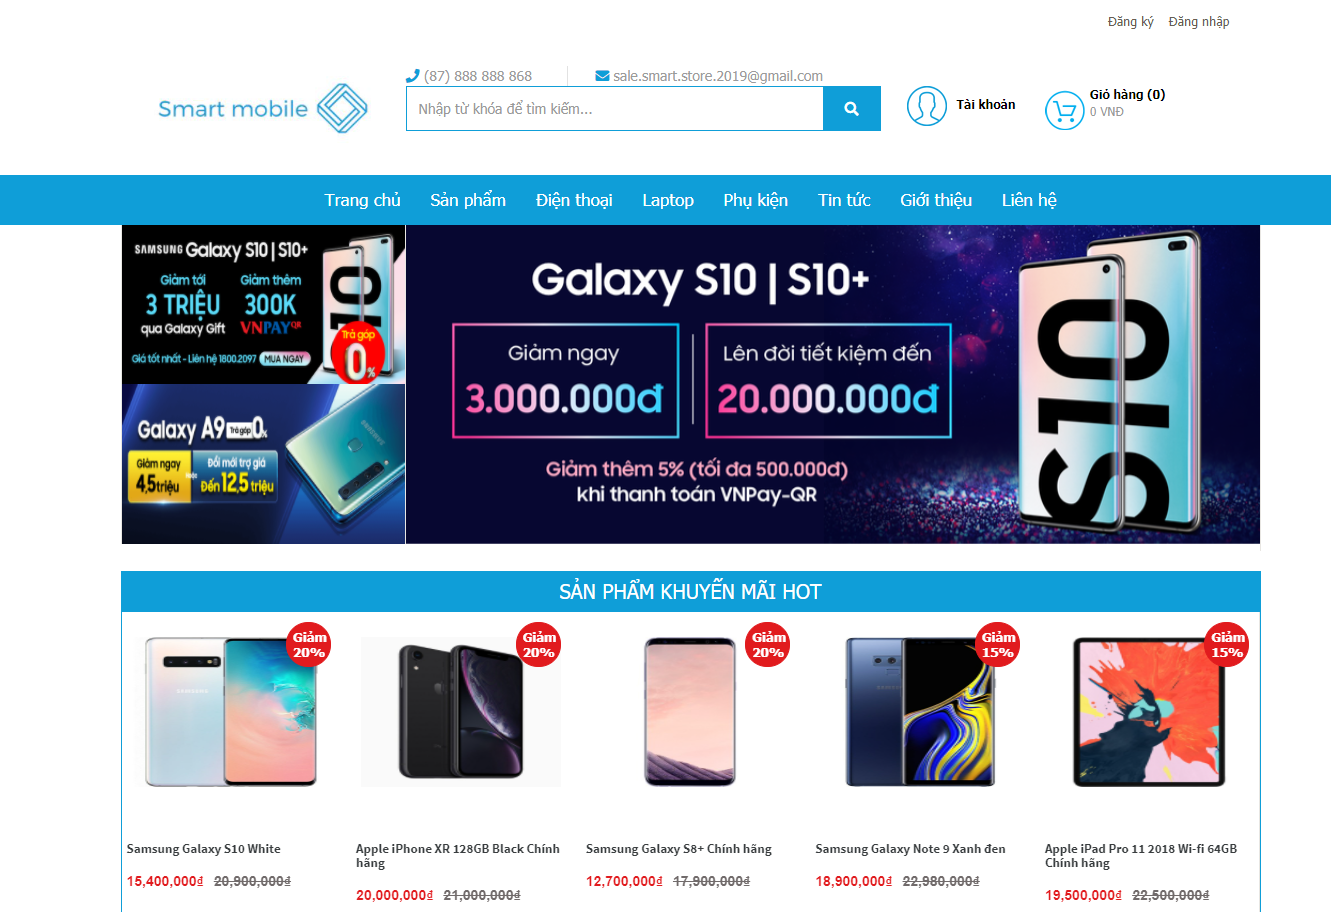 Đăng ký Đăng nhập
(87) 888 888 868 sale.smart.store.2019@gmail.com
Smart mobile
Nhập từ khóa để tìm kiếm...
Tài khoản
Giỏ hàng (0)
0 VNĐ
Trang chủ Sản phẩm Điện thoại Laptop Phụ kiện Tin tức Giới thiệu Liên hệ
SAMSUNG Galaxy S10 | S10+
Giảm tới Giảm thêm
3 TRIỆU 300K
qua Galaxy Gift VNPAYQR
Trả góp
0%
Giá tốt nhất - Liên hệ 1800.2097 MUA NGAY
S10
Galaxy A9 Trả góp 0%
Giảm ngay
4,5 triệu
hoặc
Đổi mới trợ giá
Đến 12,5 triệu
SAMSUNG
Galaxy S10 | S10+
Giảm ngay
3.000.000đ
Lên đời tiết kiệm đến
20.000.000đ
Giảm thêm 5% (tối đa 500.000đ)
khi thanh toán VNPay-QR
S10
SẢN PHẨM KHUYẾN MÃI HOT
Giảm
20%
SAMSUNG
Samsung Galaxy S10 White
15,400,000₫ 20,900,000₫
Giảm
20%
Apple iPhone XR 128GB Black Chính
hãng
20,000,000₫ 21,000,000₫
Giảm
20%
Samsung Galaxy S8+ Chính hãng
12,700,000₫ 17,900,000₫
Giảm
15%
Samsung Galaxy Note 9 Xanh đen
18,900,000₫ 22,980,000₫
Giảm
15%
Apple iPad Pro 11 2018 Wi-fi 64GB
Chính hãng
19,500,000₫ 22,500,000₫